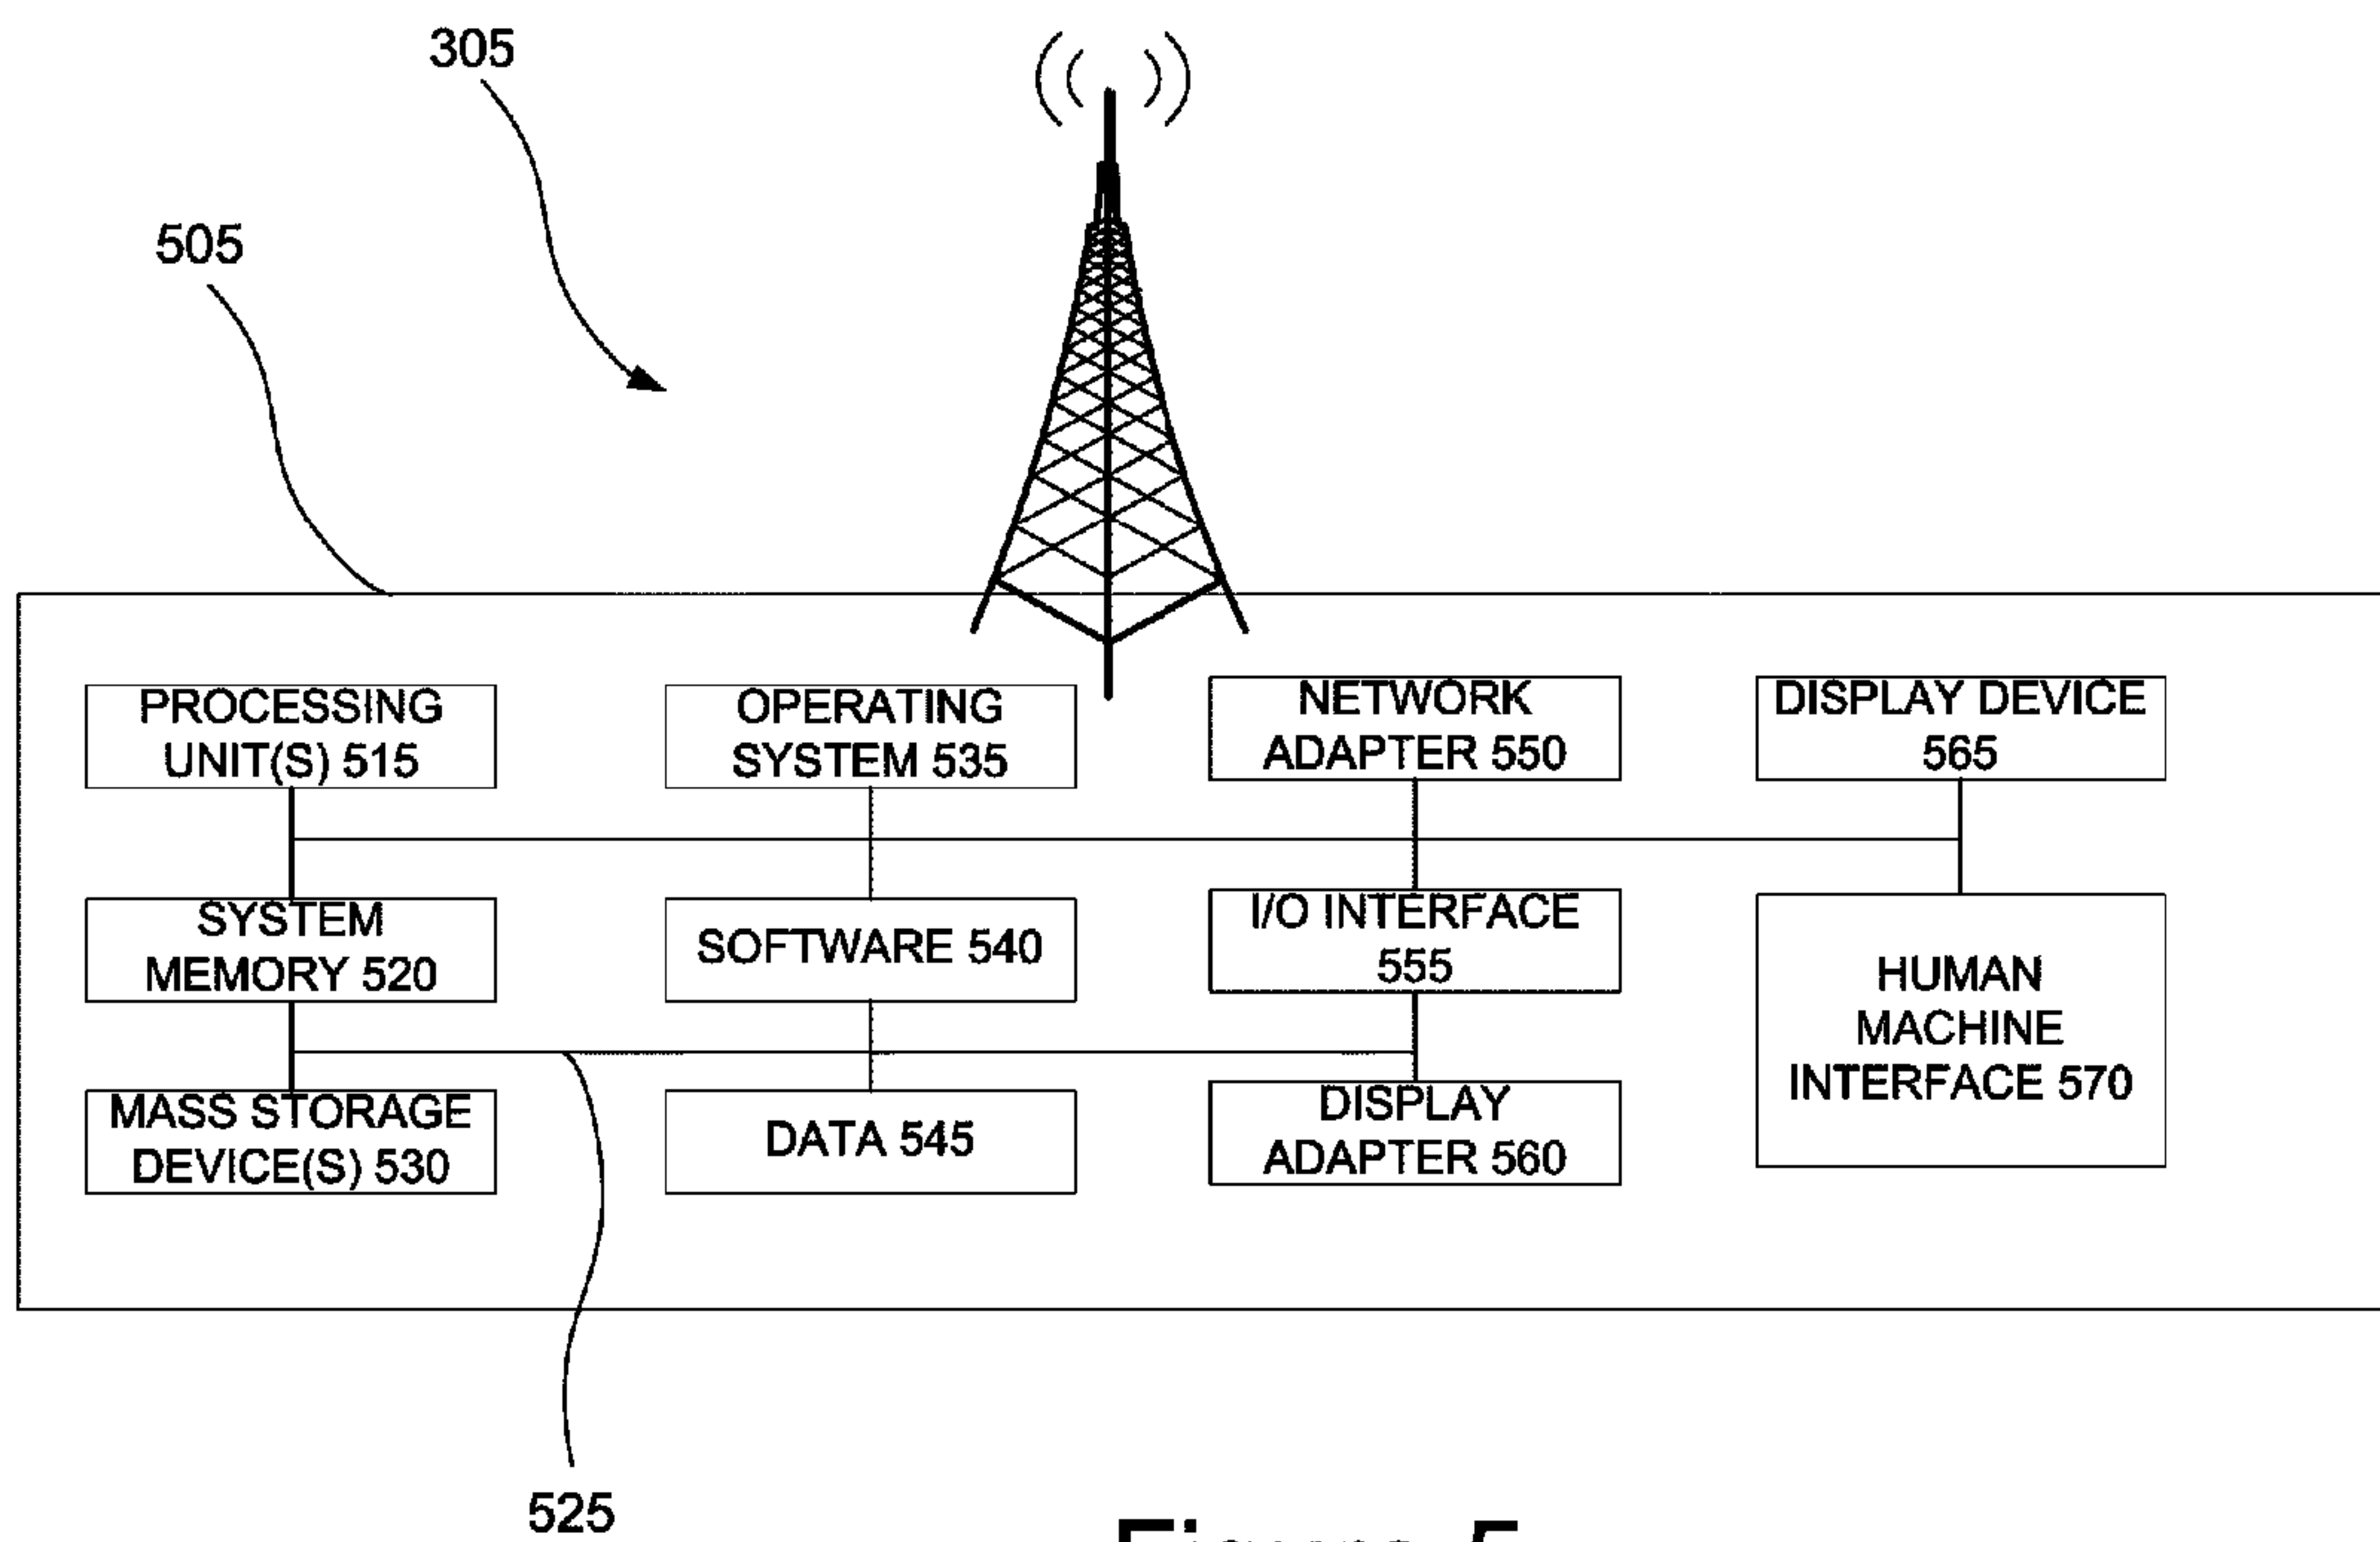 305
505
PROCESSING
UNIT(S) 515
OPERATING
SYSTEM 535
NETWORK
ADAPTER 550
DISPLAY DEVICE
565
SYSTEM
MEMORY 520
SOFTWARE 540
I/O INTERFACE
555
HUMAN
MACHINE
INTERFACE 570
MASS STORAGE
DEVICE(S) 530
DATA 545
DISPLAY
ADAPTER 560
525